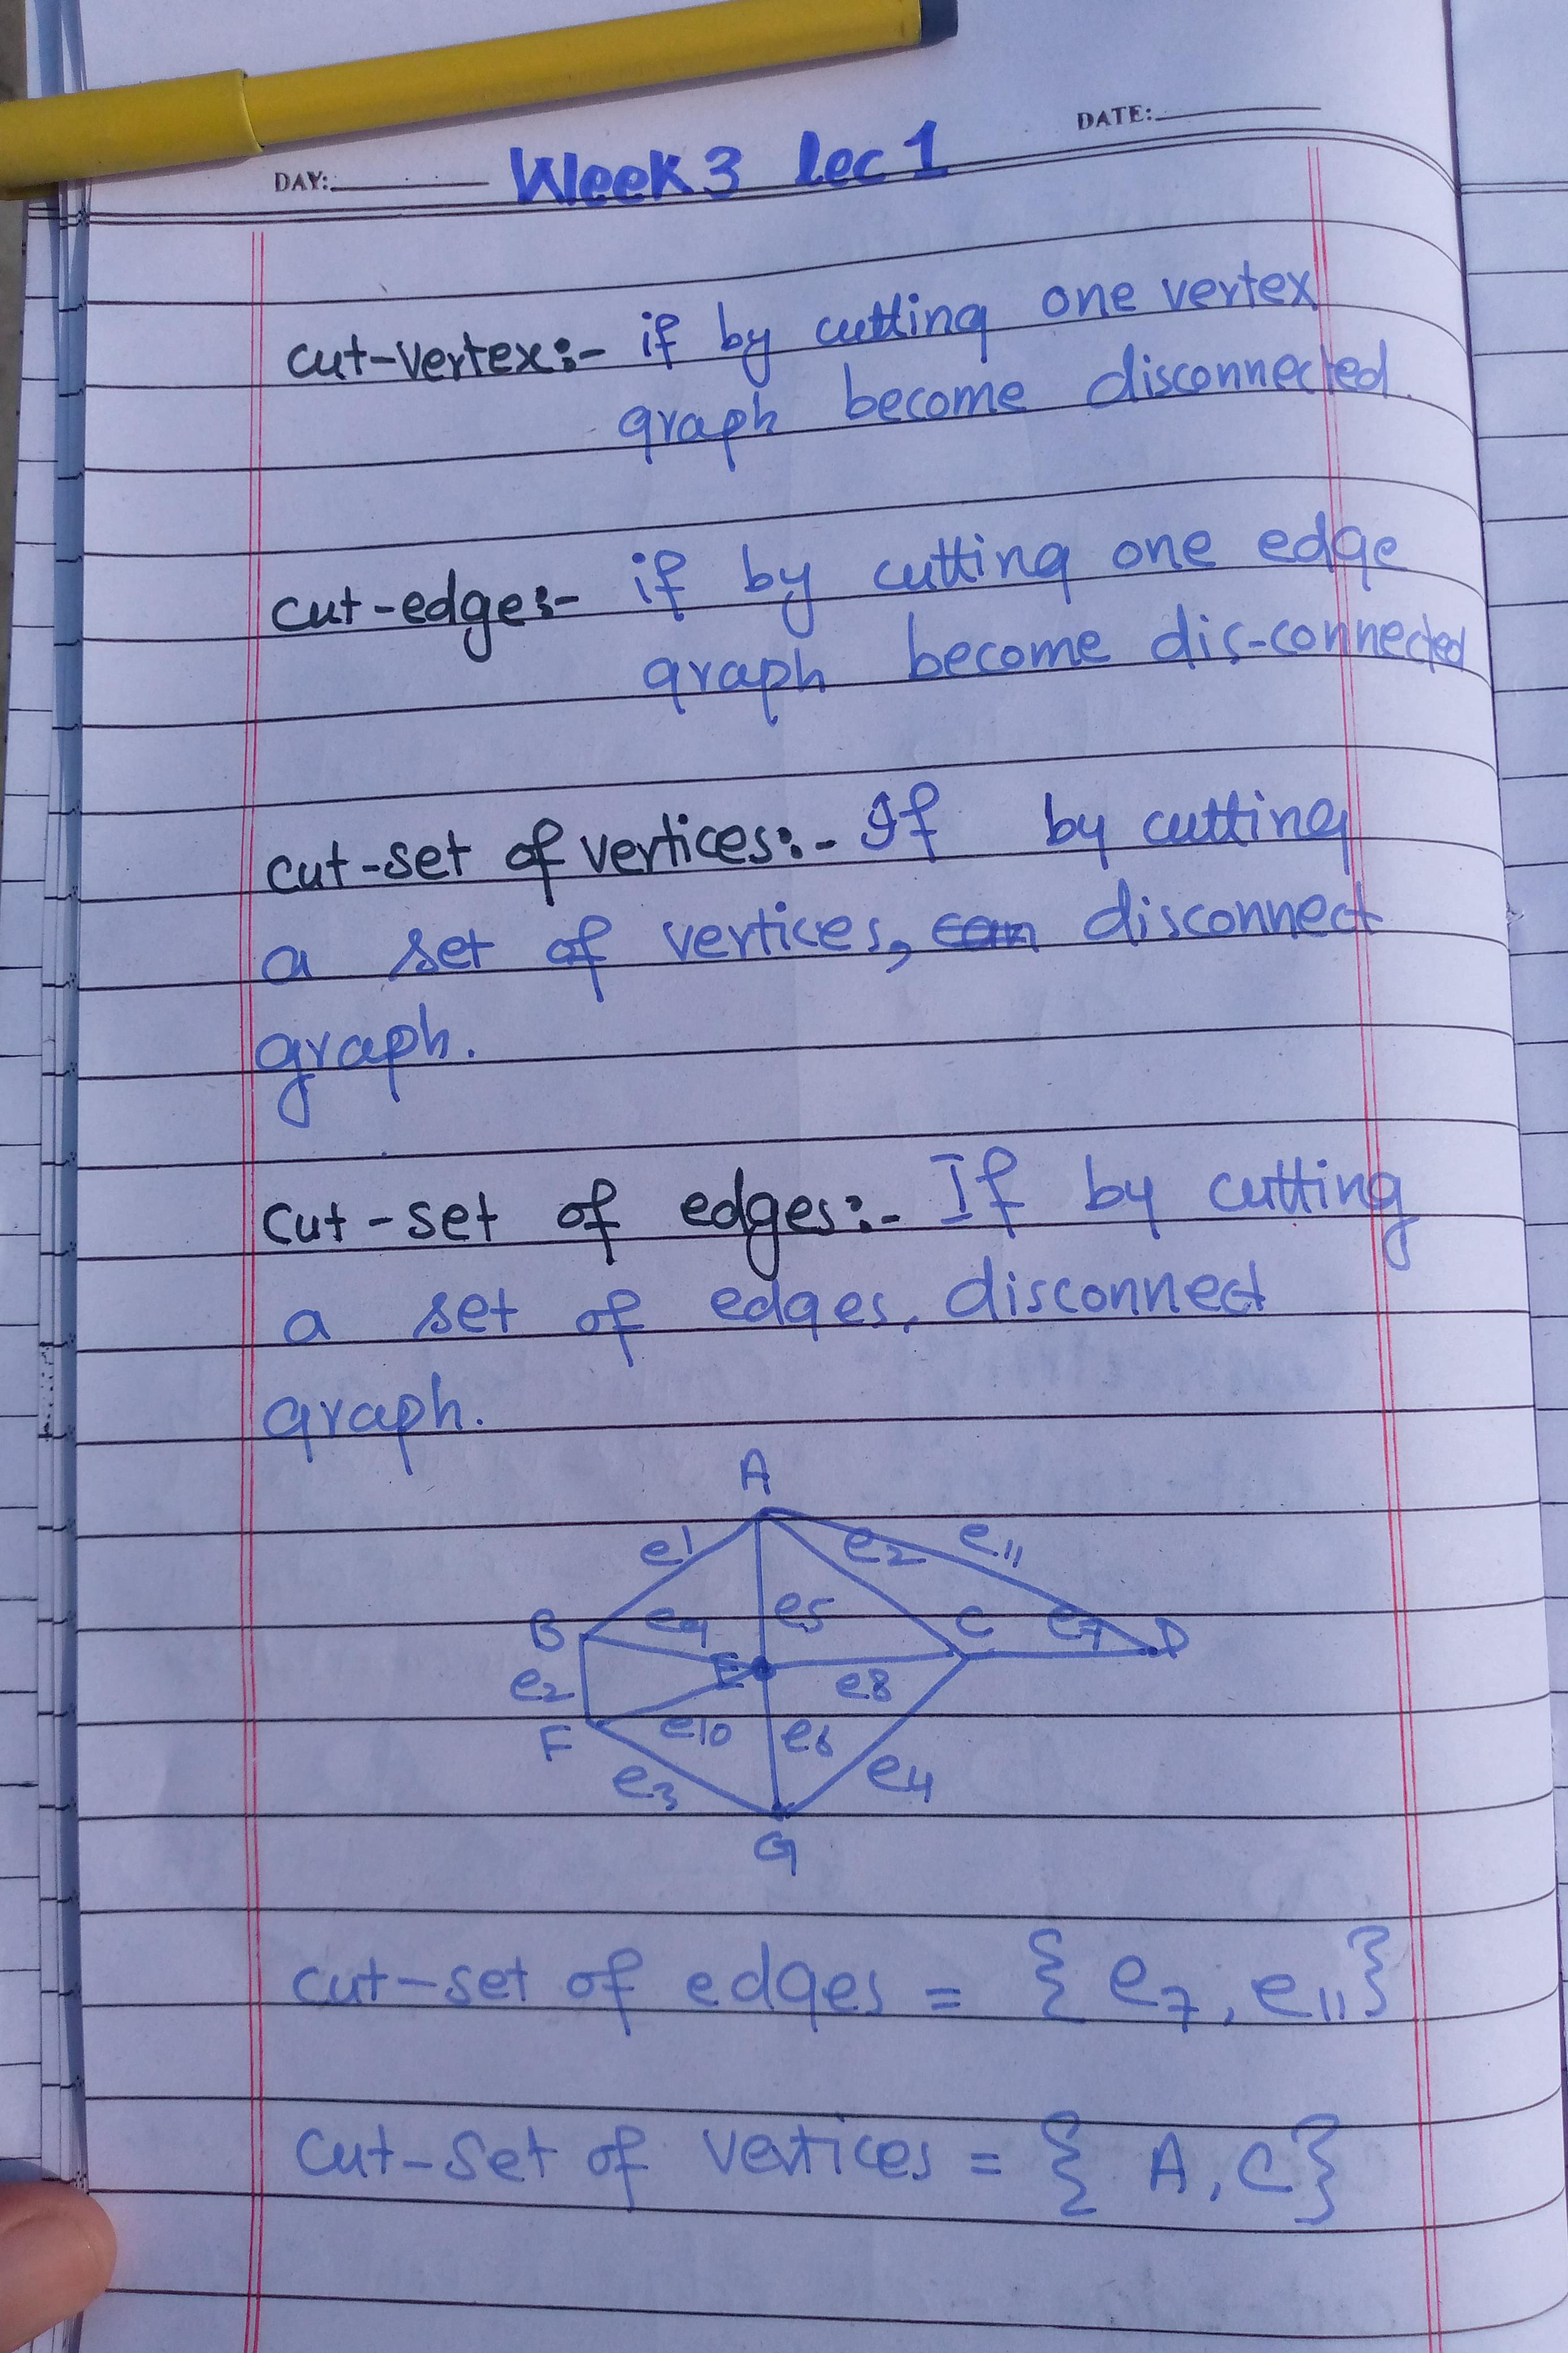 DAY:
DATE:
Week 3 lec 1
cut-vertex:- if by cutting one vertex
graph become disconnected.
cut-edge:- if by cutting one edge
graph become dis-connected
cut-set of vertices:- If by cutting
a set of vertices, can disconnect
graph.
cut-set of edges:- If by cutting
a set of edges, disconnect
graph.
A
e1 e2 e11
B e9 e5 C e7 D
e2 E e8
F e10 e6
e3 e4
G
cut-set of edges = { e7, e11}
cut-set of vertices = { A, C}